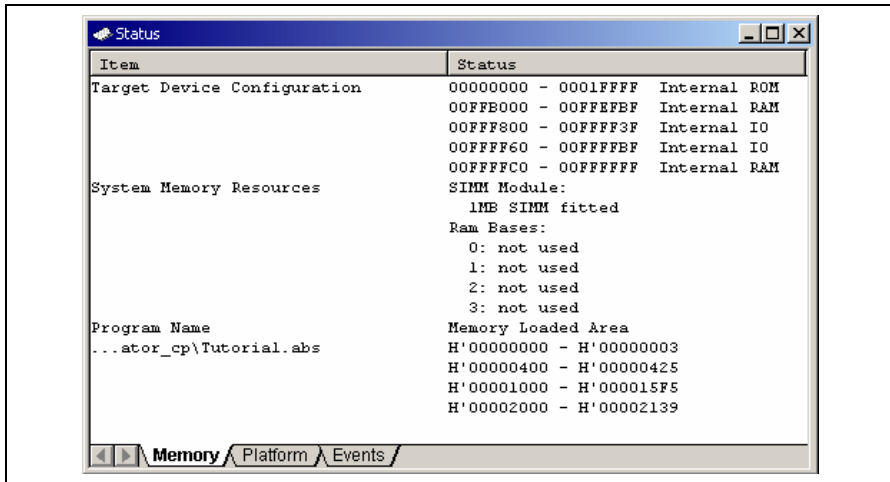 Status
Item Status
Target Device Configuration 00000000 - 0001FFFF Internal ROM
00FFB000 - 00FFEFBF Internal RAM
00FFF800 - 00FFFF3F Internal IO
00FFFF60 - 00FFFFBF Internal IO
00FFFFC0 - 00FFFFFF Internal RAM
System Memory Resources SIMM Module:
1MB SIMM fitted
Ram Bases:
0: not used
1: not used
2: not used
3: not used
Program Name Memory Loaded Area
...ator_cp\Tutorial.abs H'00000000 - H'00000003
H'00000400 - H'00000425
H'00001000 - H'000015F5
H'00002000 - H'00002139
Memory Platform Events